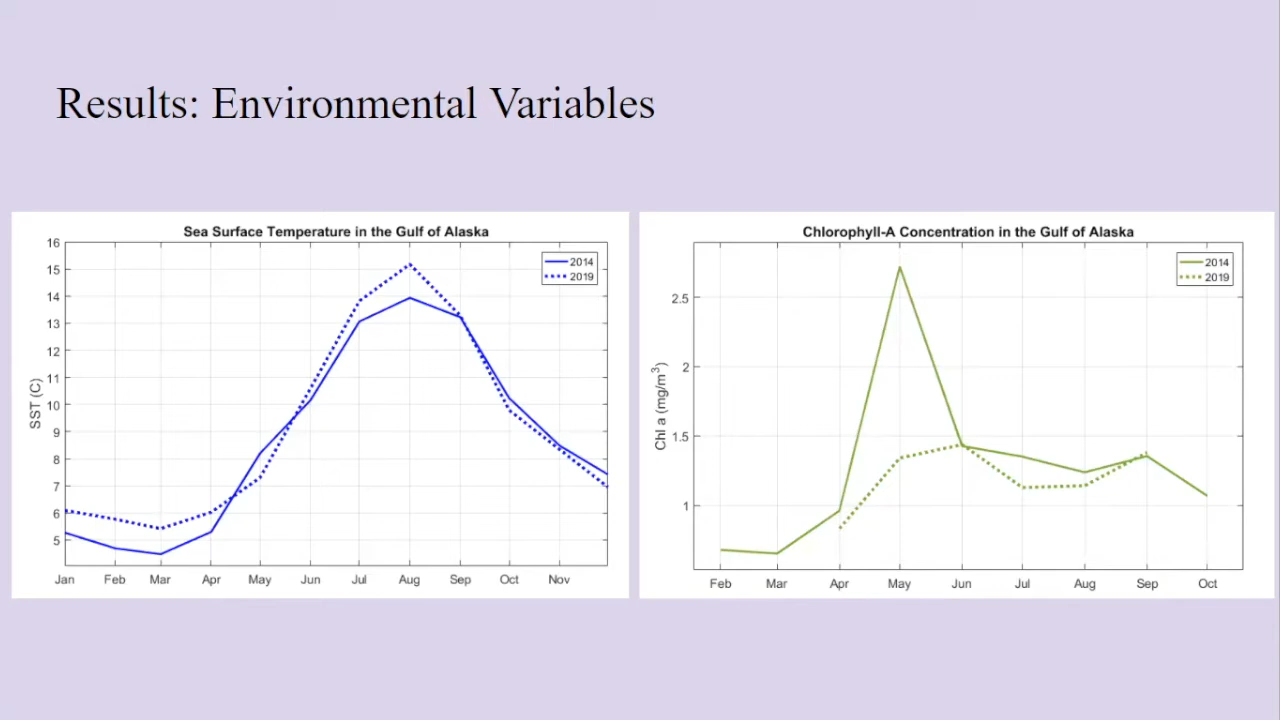 Results: Environmental Variables
Sea Surface Temperature in the Gulf of Alaska
2014
2019
16
15
14
13
12
11
10
9
8
7
6
5
SST (C)
Jan Feb Mar Apr May Jun Jul Aug Sep Oct Nov
Chlorophyll-A Concentration in the Gulf of Alaska
2014
2019
2.5
2
1.5
1
Chl a (mg/m³)
Feb Mar Apr May Jun Jul Aug Sep Oct